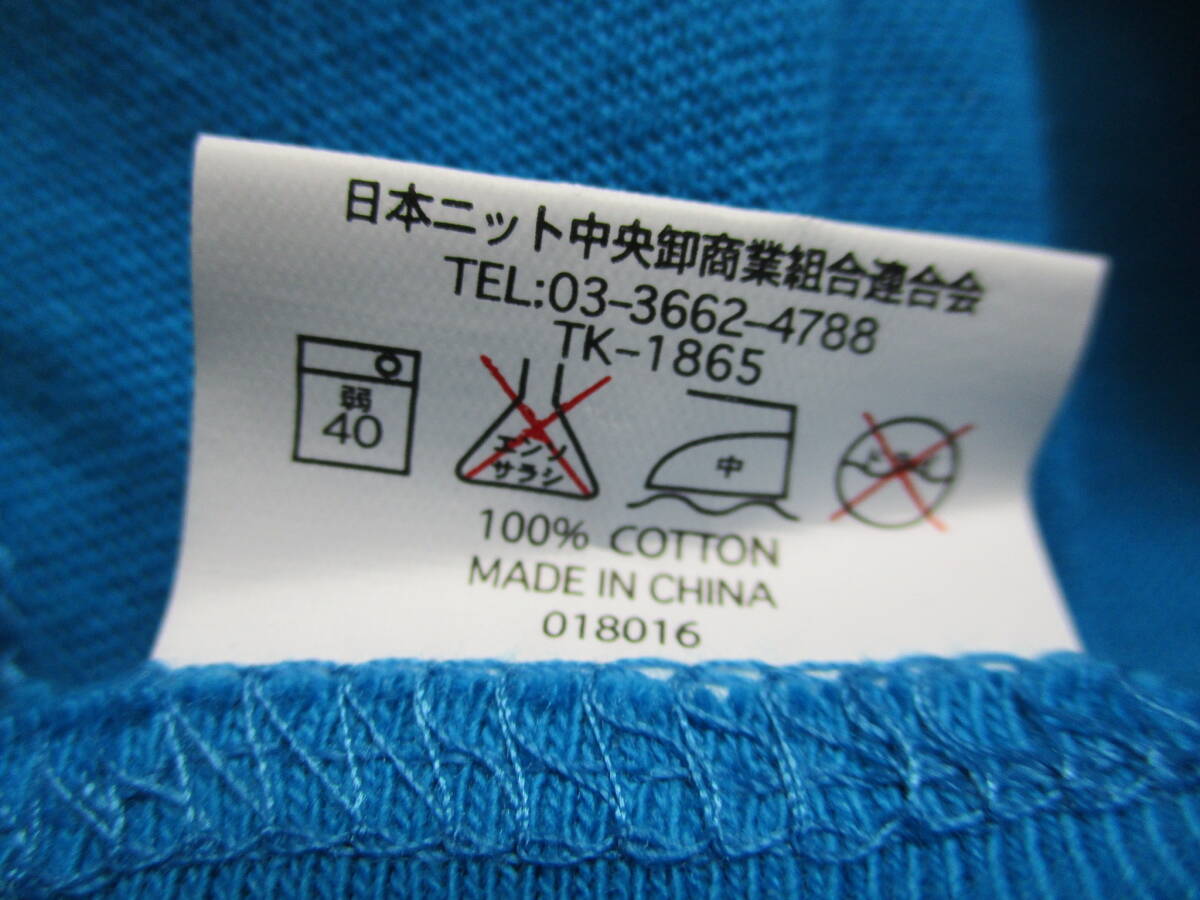 日本ニット中央卸商業組合連合会
TEL:03-3662-4788
TK-1865
弱
40
エンソ
サラシ
中
100% COTTON
MADE IN CHINA
018016